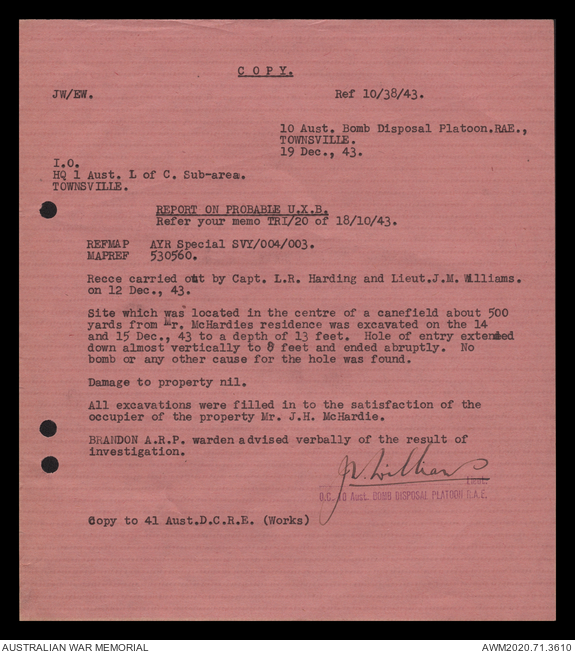 C O P Y.
JW/EW. Ref 10/38/43.
10 Aust. Bomb Disposal Platoon.RAE.,
TOWNSVILLE.
19 Dec., 43.
I.O.
HQ 1 Aust. L of C. Sub-area.
TOWNSVILLE.
REPORT ON PROBABLE U.X.B.
Refer your memo TRI/20 of 18/10/43.
REFMAP AYR Special SVY/004/003.
MAPREF 530560.
Recce carried out by Capt. L.R. Harding and Lieut.J.M. Williams.
on 12 Dec., 43.
Site which was located in the centre of a canefield about 500
yards from Mr. McHardies residence was excavated on the 14
and 15 Dec., 43 to a depth of 13 feet. Hole of entry extended
down almost vertically to 8 feet and ended abruptly. No
bomb or any other cause for the hole was found.
Damage to property nil.
All excavations were filled in to the satisfaction of the
occupier of the property Mr. J.H. McHardie.
BRANDON A.R.P. warden advised verbally of the result of
investigation.
J Williams
Lieut.
O.C. 10 Aust. BOMB DISPOSAL PLATOON R.A.E.
Copy to 41 Aust.D.C.R.E. (Works)
AUSTRALIAN WAR MEMORIAL AWM2020.71.3610